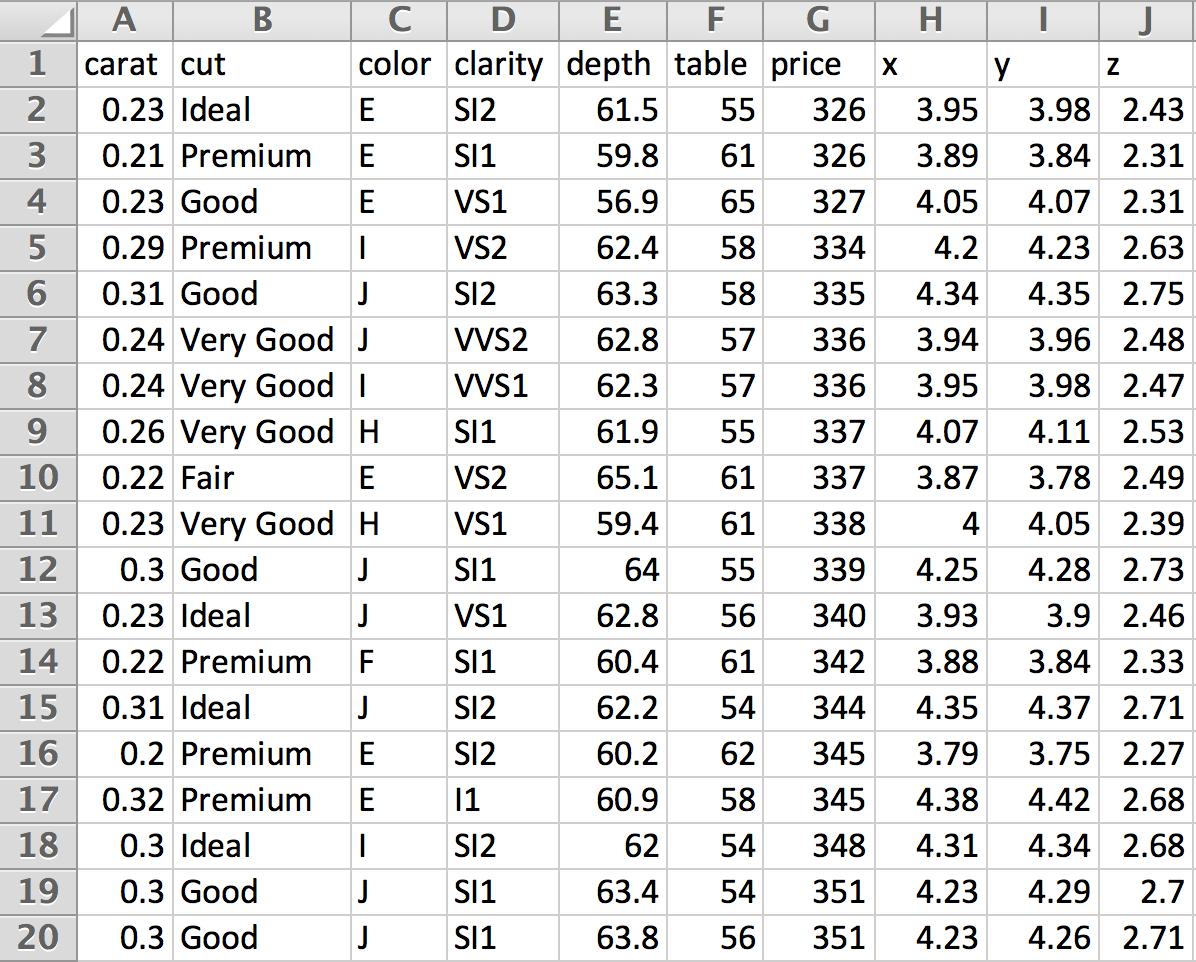 A B C D E F G H I J
1 carat cut color clarity depth table price x y z
2 0.23 Ideal E SI2 61.5 55 326 3.95 3.98 2.43
3 0.21 Premium E SI1 59.8 61 326 3.89 3.84 2.31
4 0.23 Good E VS1 56.9 65 327 4.05 4.07 2.31
5 0.29 Premium I VS2 62.4 58 334 4.2 4.23 2.63
6 0.31 Good J SI2 63.3 58 335 4.34 4.35 2.75
7 0.24 Very Good J VVS2 62.8 57 336 3.94 3.96 2.48
8 0.24 Very Good I VVS1 62.3 57 336 3.95 3.98 2.47
9 0.26 Very Good H SI1 61.9 55 337 4.07 4.11 2.53
10 0.22 Fair E VS2 65.1 61 337 3.87 3.78 2.49
11 0.23 Very Good H VS1 59.4 61 338 4 4.05 2.39
12 0.3 Good J SI1 64 55 339 4.25 4.28 2.73
13 0.23 Ideal J VS1 62.8 56 340 3.93 3.9 2.46
14 0.22 Premium F SI1 60.4 61 342 3.88 3.84 2.33
15 0.31 Ideal J SI2 62.2 54 344 4.35 4.37 2.71
16 0.2 Premium E SI2 60.2 62 345 3.79 3.75 2.27
17 0.32 Premium E I1 60.9 58 345 4.38 4.42 2.68
18 0.3 Ideal I SI2 62 54 348 4.31 4.34 2.68
19 0.3 Good J SI1 63.4 54 351 4.23 4.29 2.7
20 0.3 Good J SI1 63.8 56 351 4.23 4.26 2.71